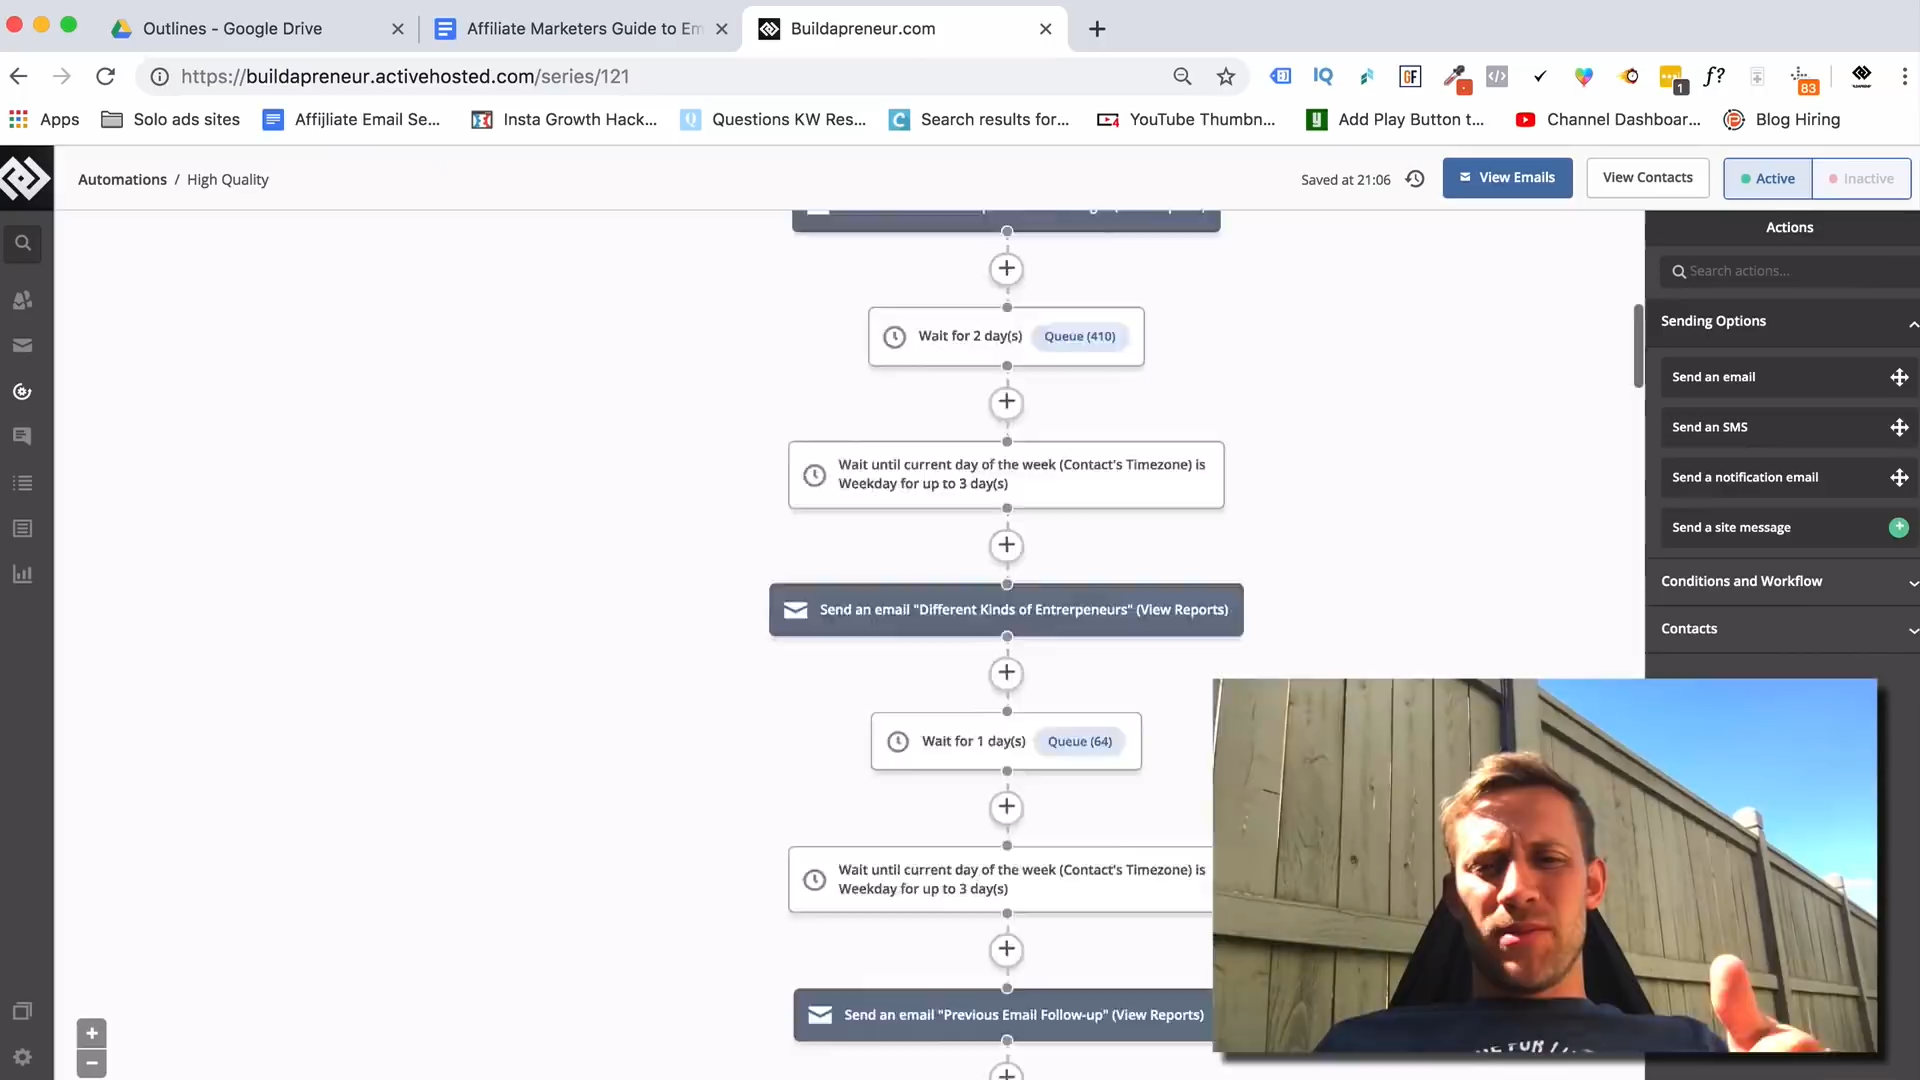 Outlines - Google Drive
Affiliate Marketers Guide to Em
Buildapreneur.com
https://buildapreneur.activehosted.com/series/121
IQ
GF
1
f?
83
Apps
Solo ads sites
Affijliate Email Se...
Insta Growth Hack...
Questions KW Res...
Search results for...
YouTube Thumbn...
Add Play Button t...
Channel Dashboar...
Blog Hiring
Automations / High Quality
Saved at 21:06
View Emails
View Contacts
Active
Inactive
Actions
Search actions...
Sending Options
Send an email
Send an SMS
Send a notification email
Send a site message
Conditions and Workflow
Contacts
Wait for 2 day(s) Queue (410)
Wait until current day of the week (Contact's Timezone) is
Weekday for up to 3 day(s)
Send an email "Different Kinds of Entrerpeneurs" (View Reports)
Wait for 1 day(s) Queue (64)
Wait until current day of the week (Contact's Timezone) is
Weekday for up to 3 day(s)
Send an email "Previous Email Follow-up" (View Reports)